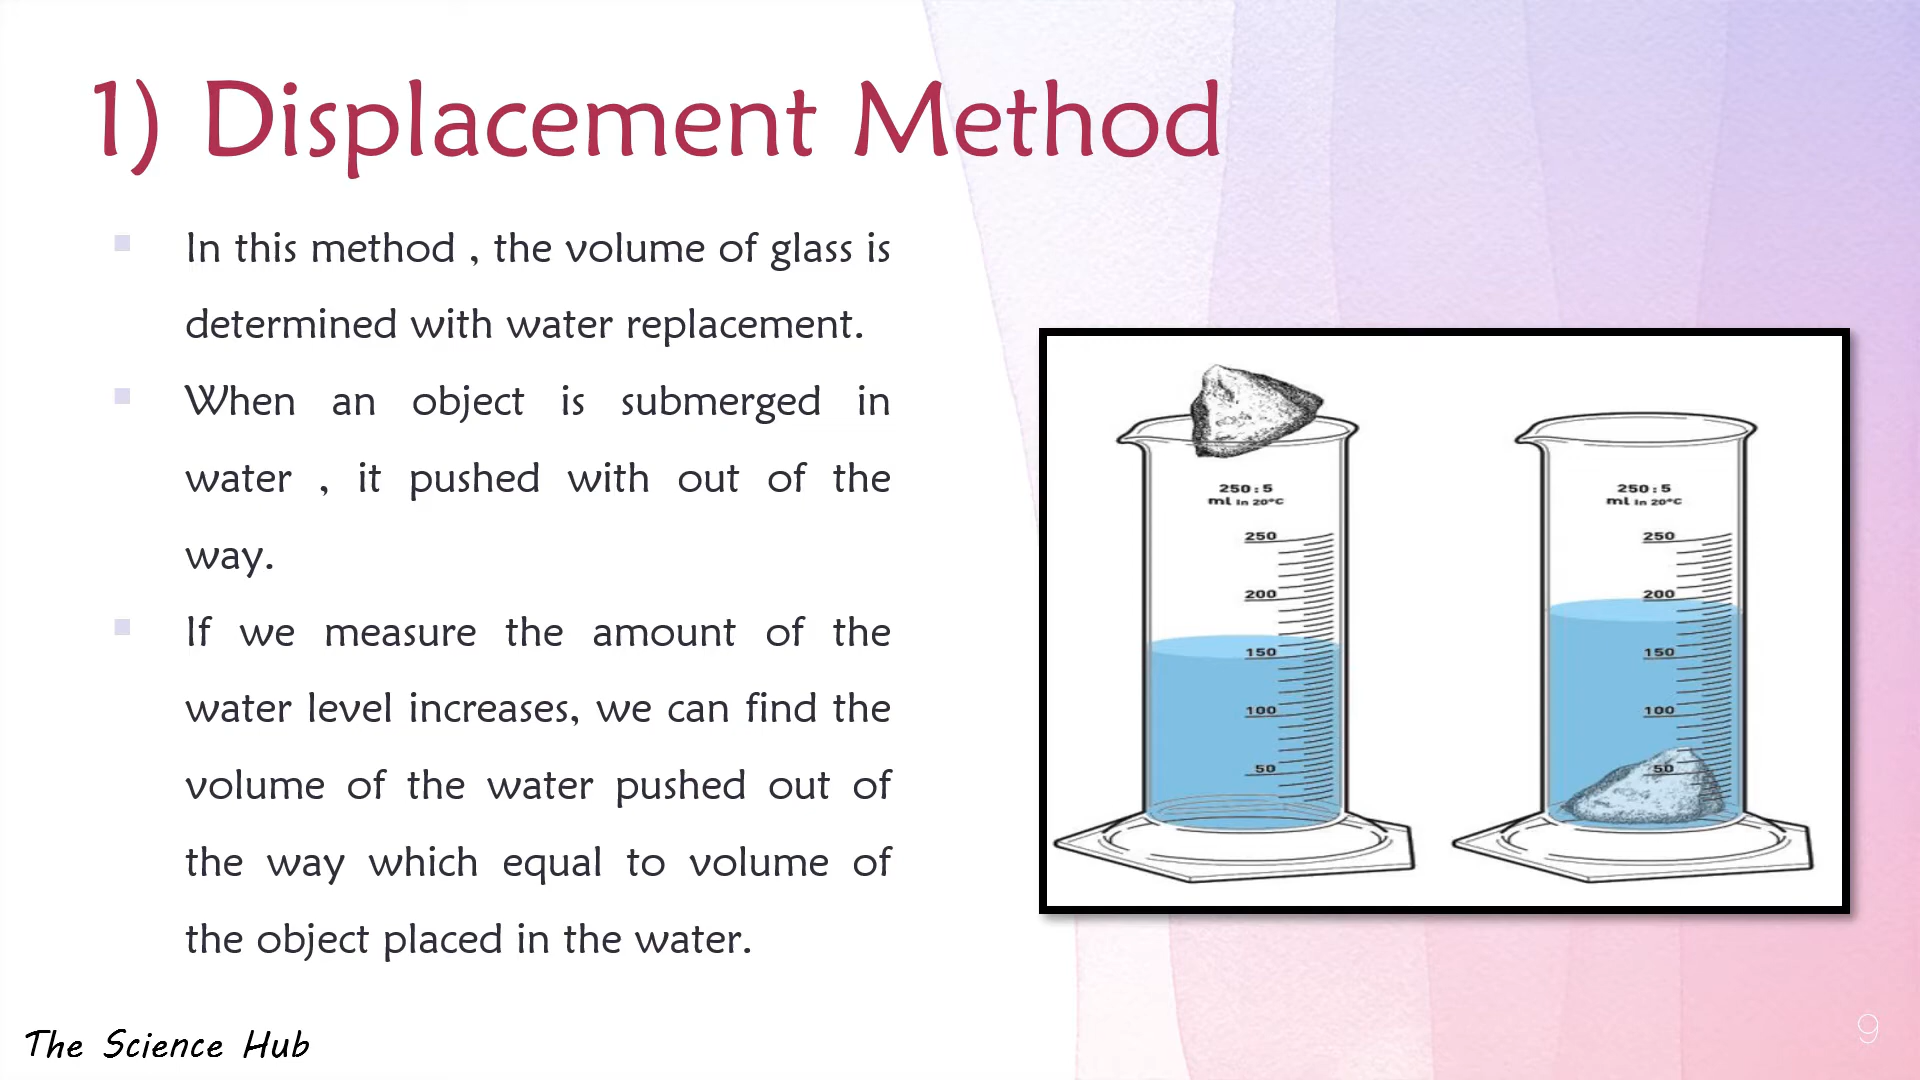 1) Displacement Method
In this method , the volume of glass is
determined with water replacement.
When an object is submerged in
water , it pushed with out of the
way.
If we measure the amount of the
water level increases, we can find the
volume of the water pushed out of
the way which equal to volume of
the object placed in the water.
250:5
ml In 20°C
250
200
150
100
50
250:5
ml In 20°C
250
200
150
100
50
The Science Hub
9